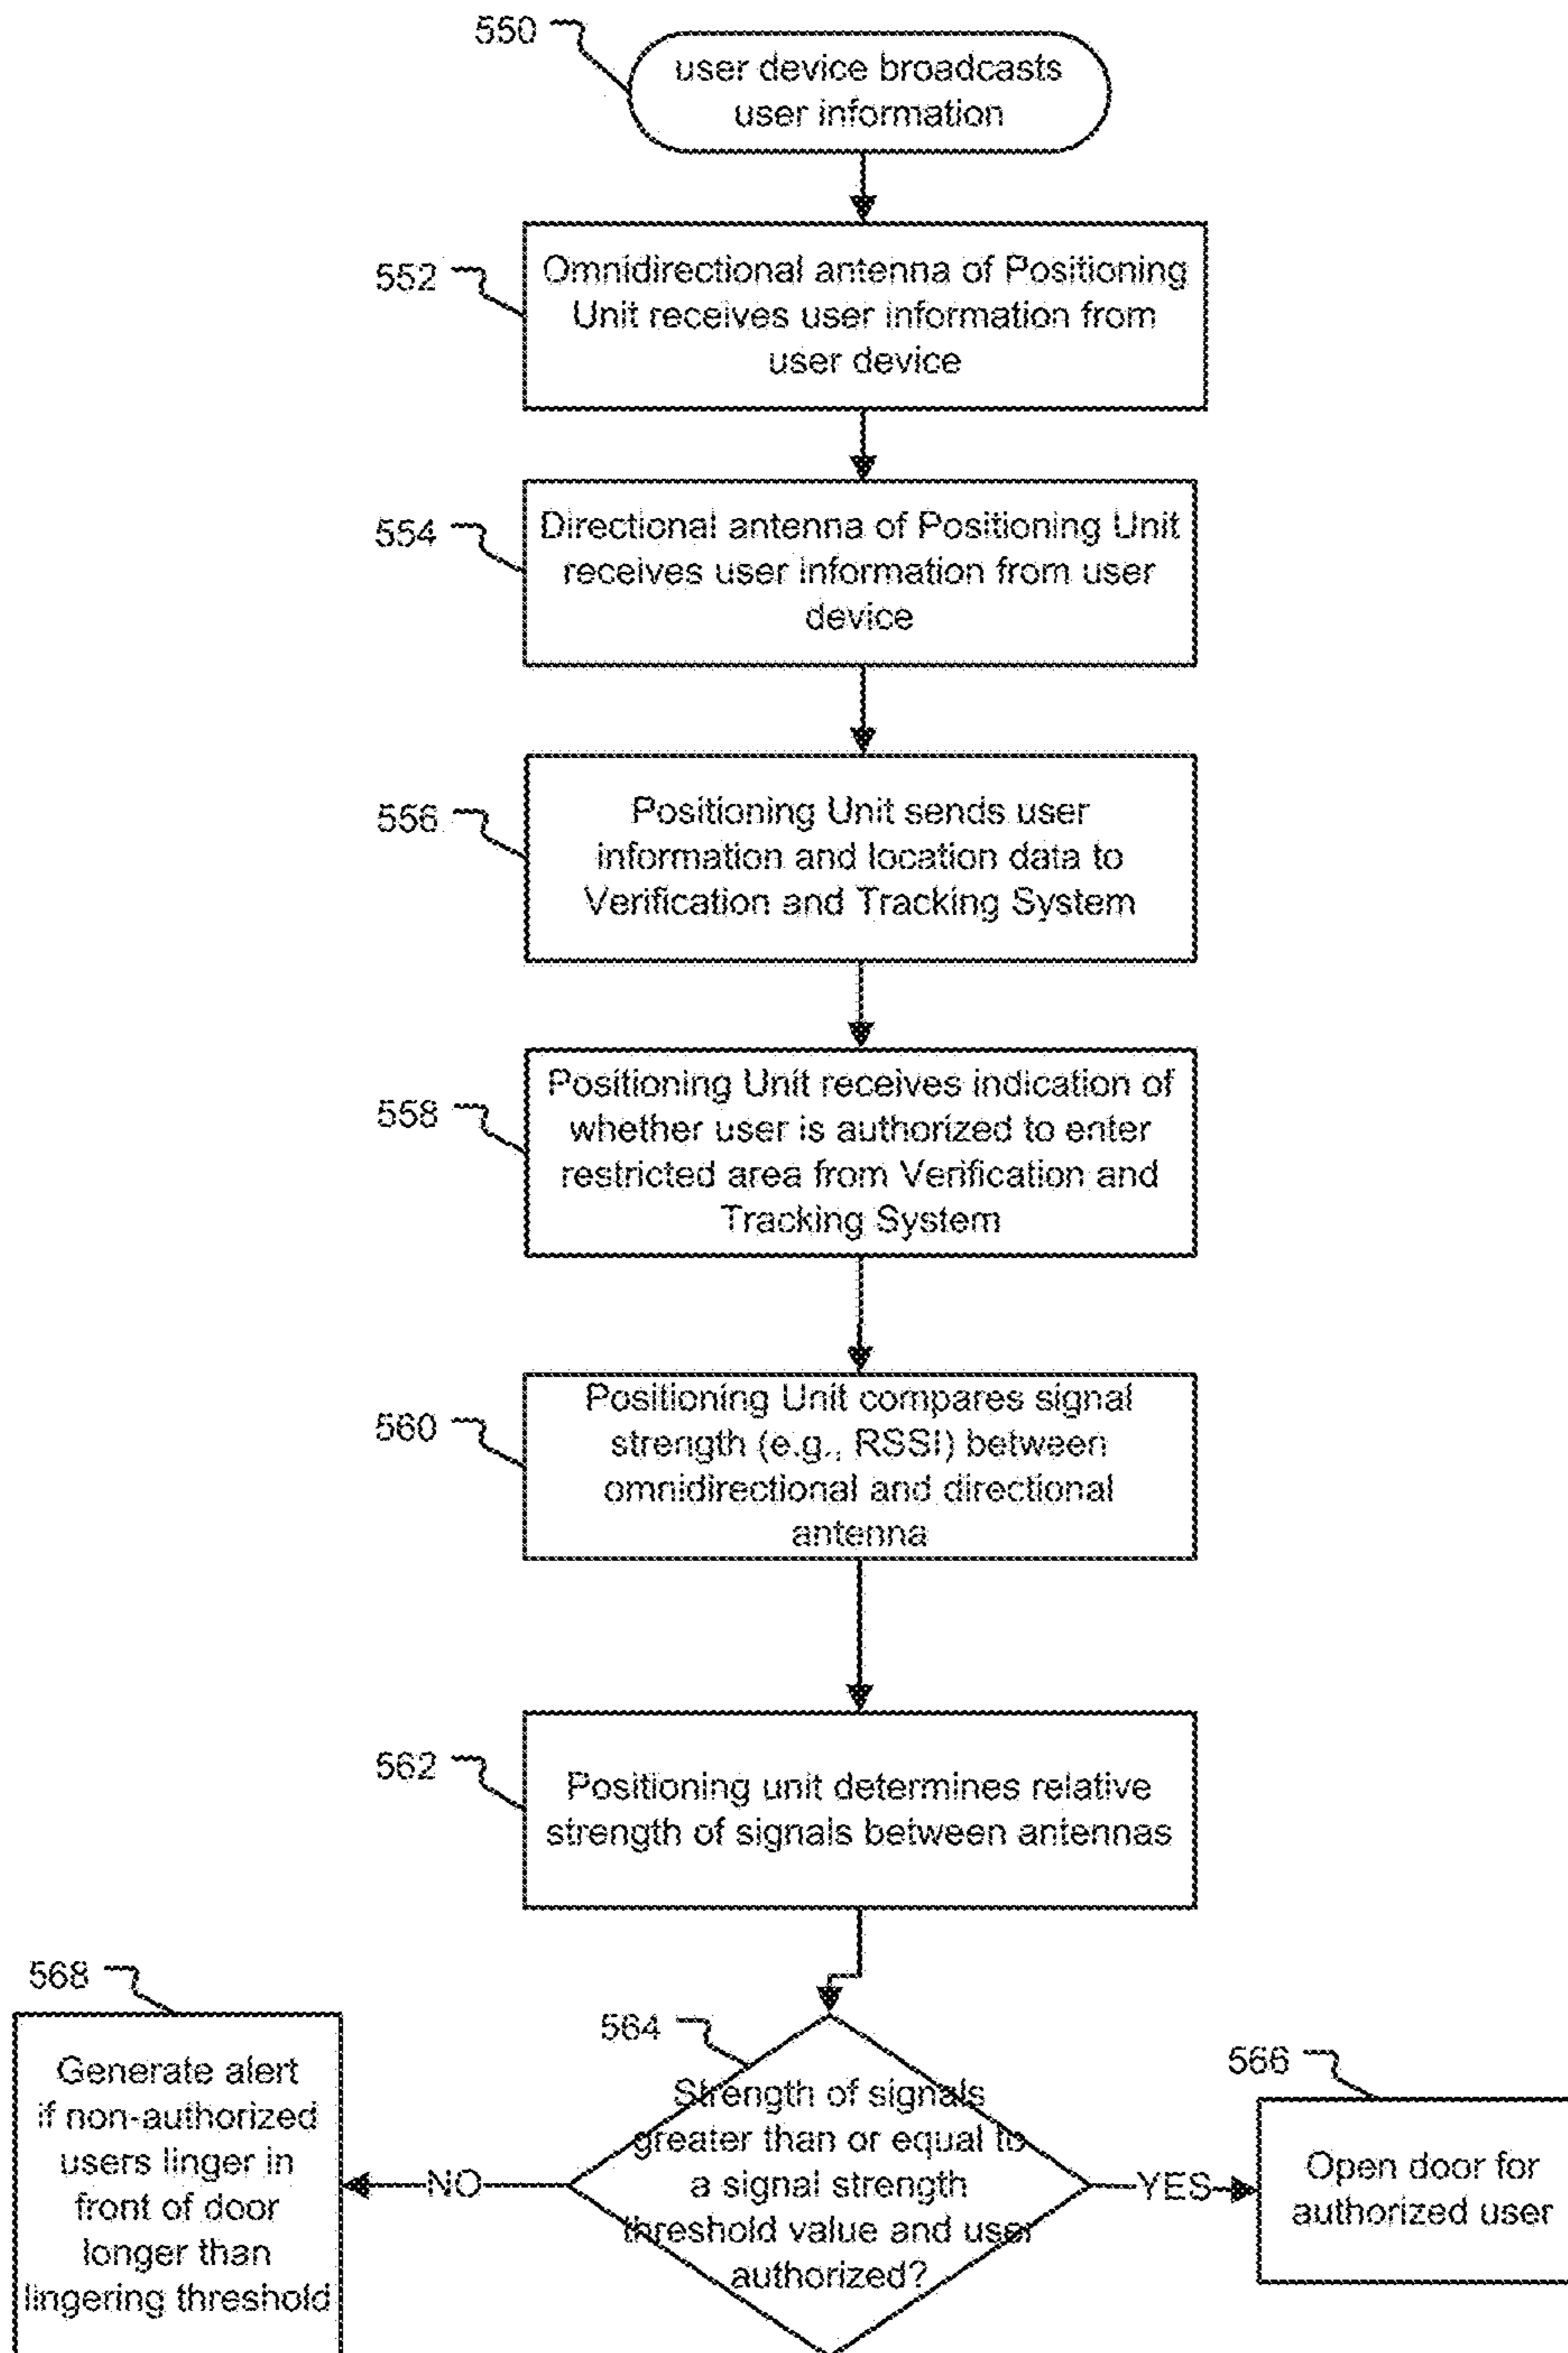 550
user device broadcasts
user information
552
Omnidirectional antenna of Positioning
Unit receives user information from
user device
554
Directional antenna of Positioning Unit
receives user information from user
device
556
Positioning Unit sends user
information and location data to
Verification and Tracking System
558
Positioning Unit receives indication of
whether user is authorized to enter
restricted area from Verification and
Tracking System
560
Positioning Unit compares signal
strength (e.g., RSSI) between
omnidirectional and directional
antenna
562
Positioning unit determines relative
strength of signals between antennas
564
Strength of signals
greater than or equal to
a signal strength
threshold value and user
authorized?
NO
YES
568
Generate alert
if non-authorized
users linger in
front of door
longer than
lingering threshold
566
Open door for
authorized user